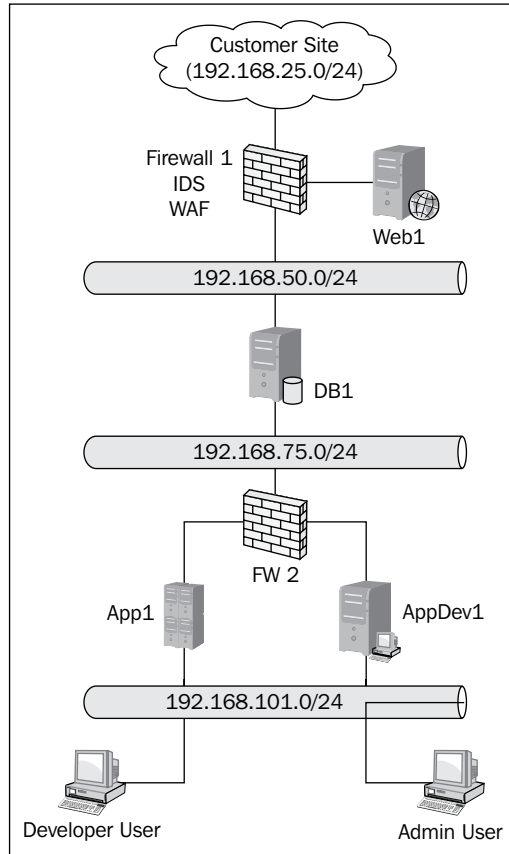 Customer Site
(192.168.25.0/24)
Firewall 1
IDS
WAF
Web1
192.168.50.0/24
DB1
192.168.75.0/24
FW 2
App1
AppDev1
192.168.101.0/24
Developer User
Admin User